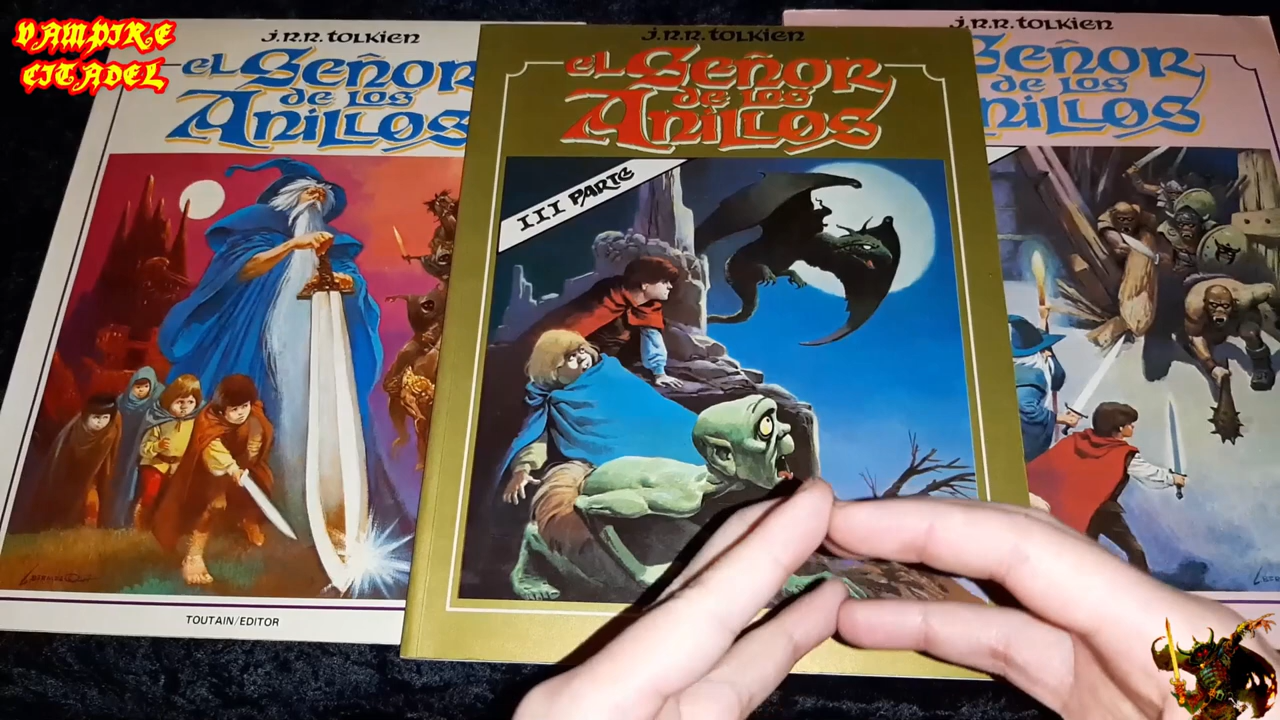 VAMPIRE
CITADEL
J.R.R. TOLKIEN
EL SEÑOR
DE LOS
ANILLOS
TOUTAIN/EDITOR
J.R.R. TOLKIEN
EL SEÑOR
DE LOS
ANILLOS
III PARTE
J.R.R. TOLKIEN
SEÑOR
DE LOS
ANILLOS